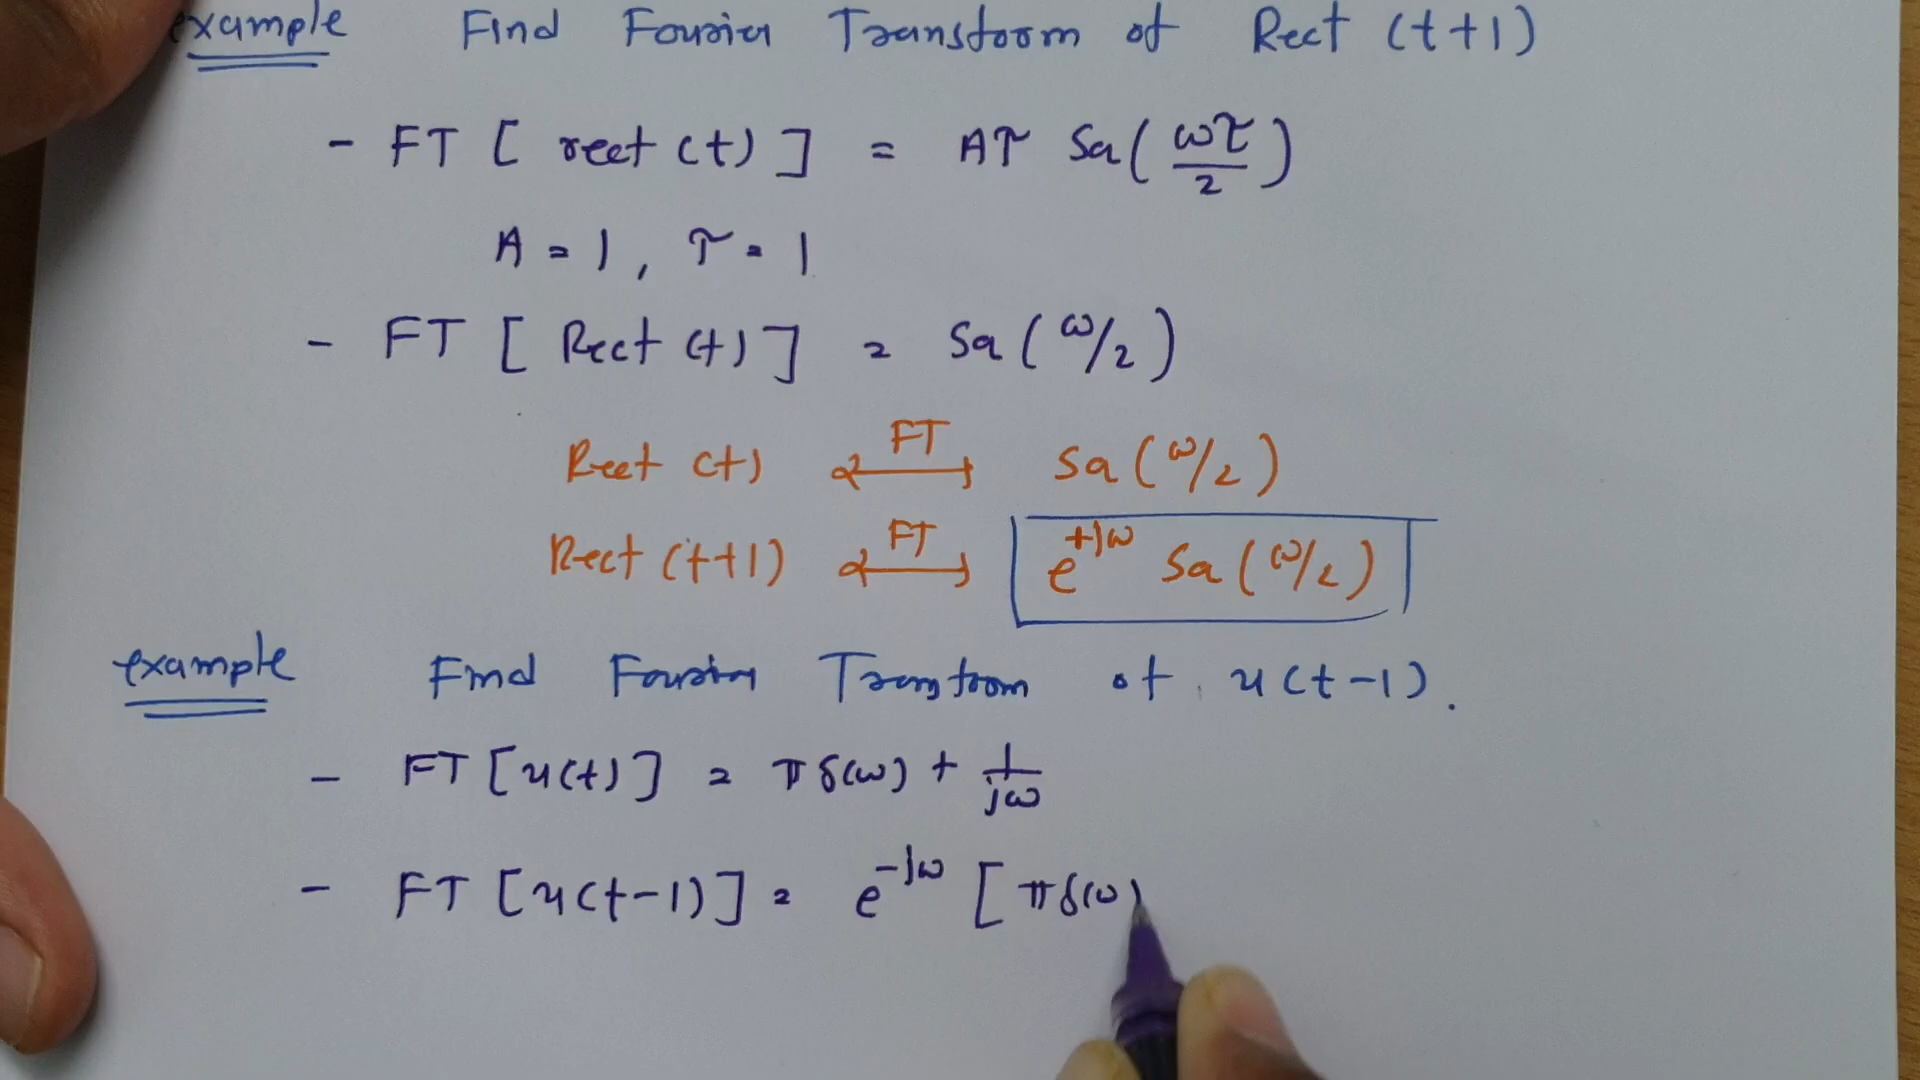 example Find Fourier Transform of Rect (t+1)
- FT [ rect (t) ] = Aτ Sa( ωτ/2 )
A = 1, τ = 1
- FT [ Rect (t) ] = Sa ( ω/2 )
Rect (t) ⟷ FT Sa ( ω/2 )
Rect (t+1) ⟷ FT e^{+jω} Sa ( ω/2 )
example Find Fourier Transform of u(t-1).
- FT [u(t)] = πδ(ω) + 1/jω
- FT [u(t-1)] = e^{-jω} [ πδ(ω)